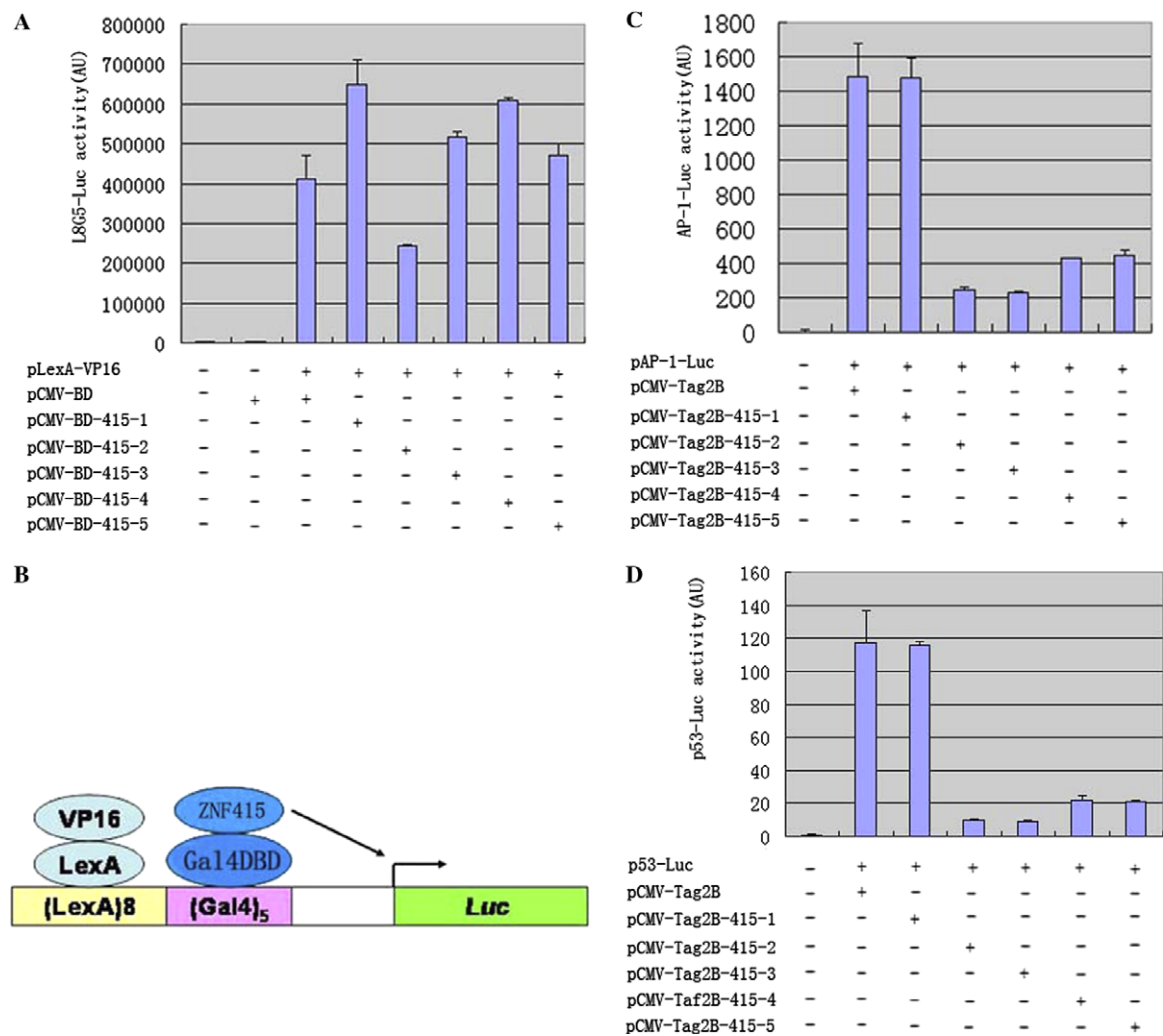 A
L8G5-Luc activity(AU)
800000
700000
600000
500000
400000
300000
200000
100000
0
pLexA-VP16 - - + + + + + +
pCMV-BD - + + - - - - -
pCMV-BD-415-1 - - - + - - - -
pCMV-BD-415-2 - - - - + - - -
pCMV-BD-415-3 - - - - - + - -
pCMV-BD-415-4 - - - - - - + -
pCMV-BD-415-5 - - - - - - - +
B
VP16
LexA
ZNF415
Gal4DBD
(LexA)8 (Gal4)5 Luc
C
AP-1-Luc activity(AU)
1800
1600
1400
1200
1000
800
600
400
200
0
pAP-1-Luc - + + + + + +
pCMV-Tag2B - + - - - - -
pCMV-Tag2B-415-1 - - + - - - -
pCMV-Tag2B-415-2 - - - + - - -
pCMV-Tag2B-415-3 - - - - + - -
pCMV-Tag2B-415-4 - - - - - + -
pCMV-Tag2B-415-5 - - - - - - +
D
p53-Luc activity(AU)
160
140
120
100
80
60
40
20
0
p53-Luc - + + + + + +
pCMV-Tag2B - + - - - - -
pCMV-Tag2B-415-1 - - + - - - -
pCMV-Tag2B-415-2 - - - + - - -
pCMV-Tag2B-415-3 - - - - + - -
pCMV-Taf2B-415-4 - - - - - + -
pCMV-Tag2B-415-5 - - - - - - +